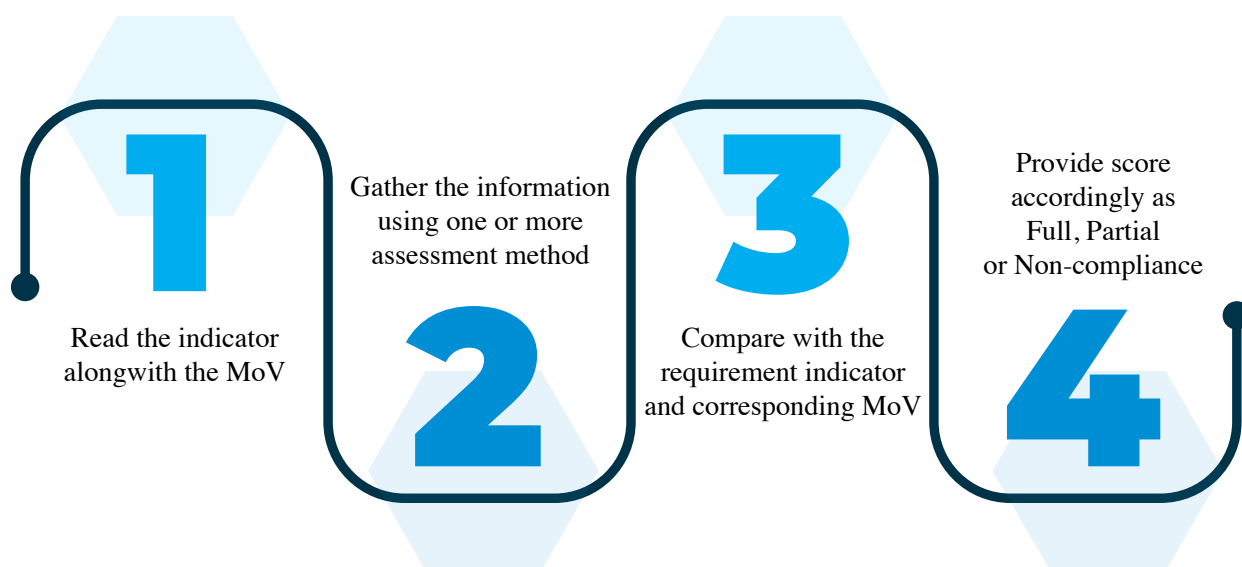 1
Read the indicator
alongwith the MoV
Gather the information
using one or more
assessment method
2
3
Compare with the
requirement indicator
and corresponding MoV
Provide score
accordingly as
Full, Partial
or Non-compliance
4